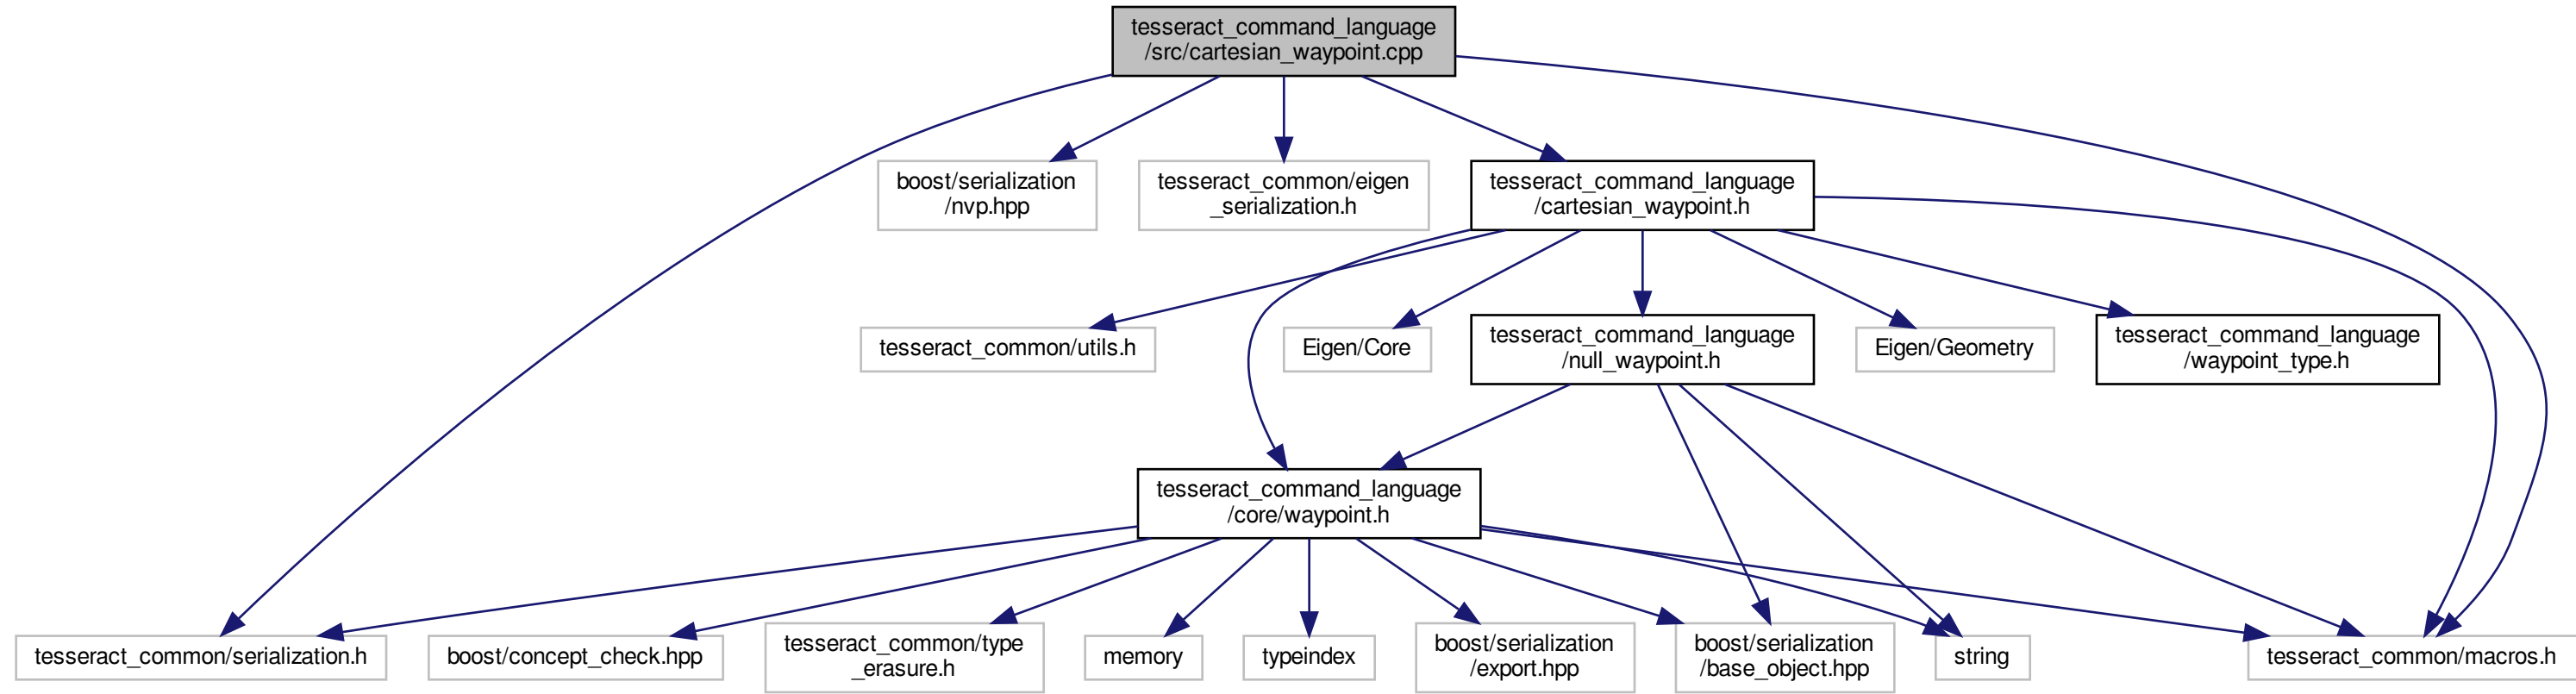 tesseract_command_language
/src/cartesian_waypoint.cpp
boost/serialization
/nvp.hpp
tesseract_common/eigen
_serialization.h
tesseract_command_language
/cartesian_waypoint.h
tesseract_common/utils.h
Eigen/Core
tesseract_command_language
/null_waypoint.h
Eigen/Geometry
tesseract_command_language
/waypoint_type.h
tesseract_command_language
/core/waypoint.h
tesseract_common/serialization.h
boost/concept_check.hpp
tesseract_common/type
_erasure.h
memory
typeindex
boost/serialization
/export.hpp
boost/serialization
/base_object.hpp
string
tesseract_common/macros.h